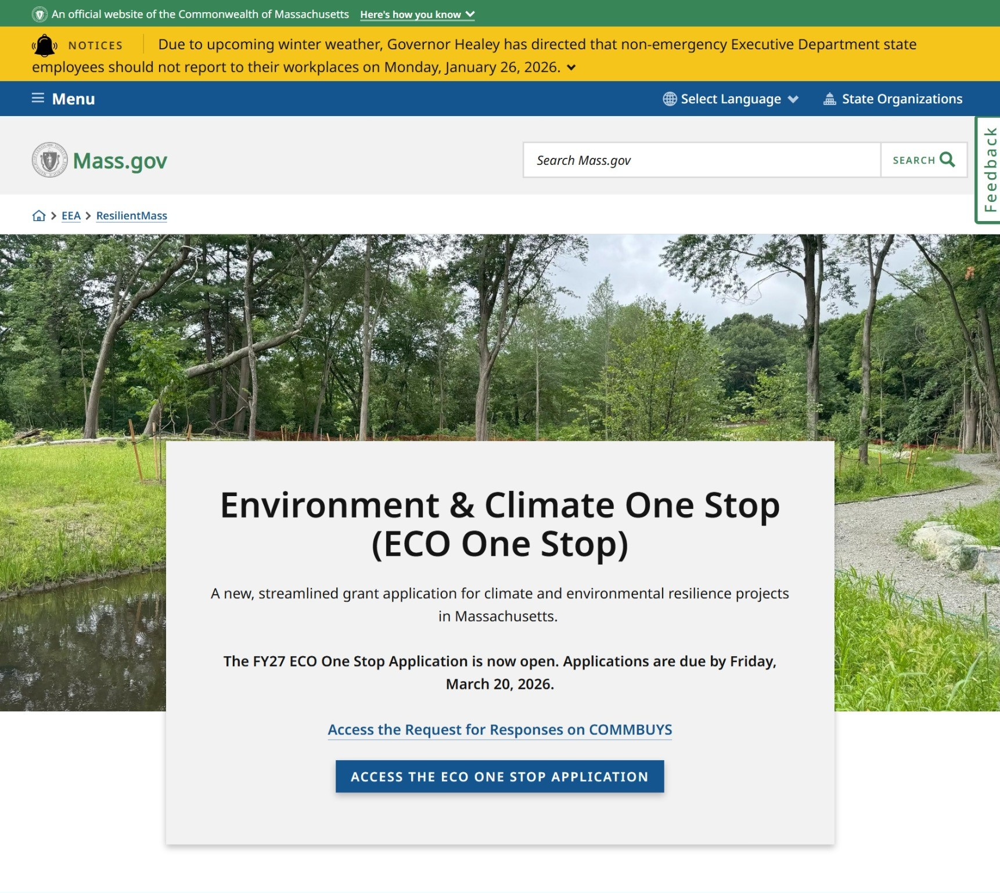 An official website of the Commonwealth of Massachusetts Here's how you know
NOTICES Due to upcoming winter weather, Governor Healey has directed that non-emergency Executive Department state
employees should not report to their workplaces on Monday, January 26, 2026.
Menu Select Language State Organizations
Feedback
Mass.gov Search Mass.gov SEARCH
EEA ResilientMass
Environment & Climate One Stop
(ECO One Stop)
A new, streamlined grant application for climate and environmental resilience projects
in Massachusetts.
The FY27 ECO One Stop Application is now open. Applications are due by Friday,
March 20, 2026.
Access the Request for Responses on COMMBUYS
ACCESS THE ECO ONE STOP APPLICATION